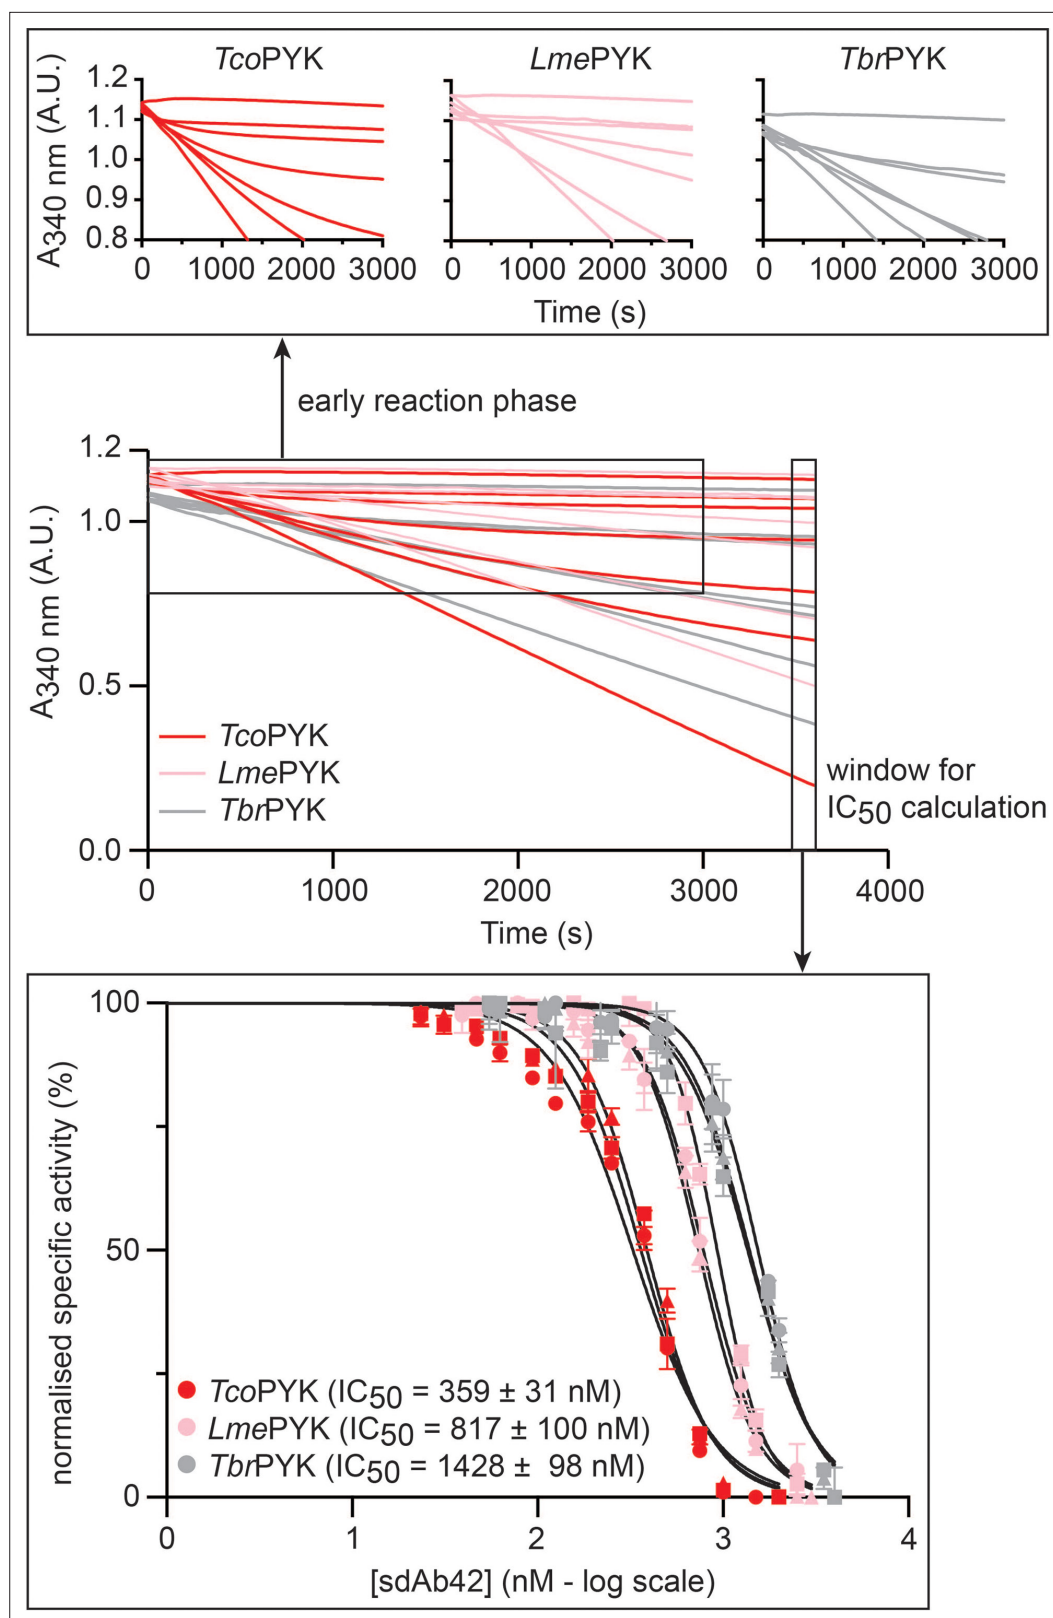 TcoPYK
LmePYK
TbrPYK
A340 nm (A.U.)
1.2
1.1
1.0
0.9
0.8
0 1000 2000 3000
0 1000 2000 3000
0 1000 2000 3000
Time (s)
early reaction phase
A340 nm (A.U.)
1.2
1.0
0.5
0.0
TcoPYK
LmePYK
TbrPYK
window for
IC50 calculation
0 1000 2000 3000 4000
Time (s)
normalised specific activity (%)
100
50
0
TcoPYK (IC50 = 359 ± 31 nM)
LmePYK (IC50 = 817 ± 100 nM)
TbrPYK (IC50 = 1428 ± 98 nM)
0 1 2 3 4
[sdAb42] (nM - log scale)